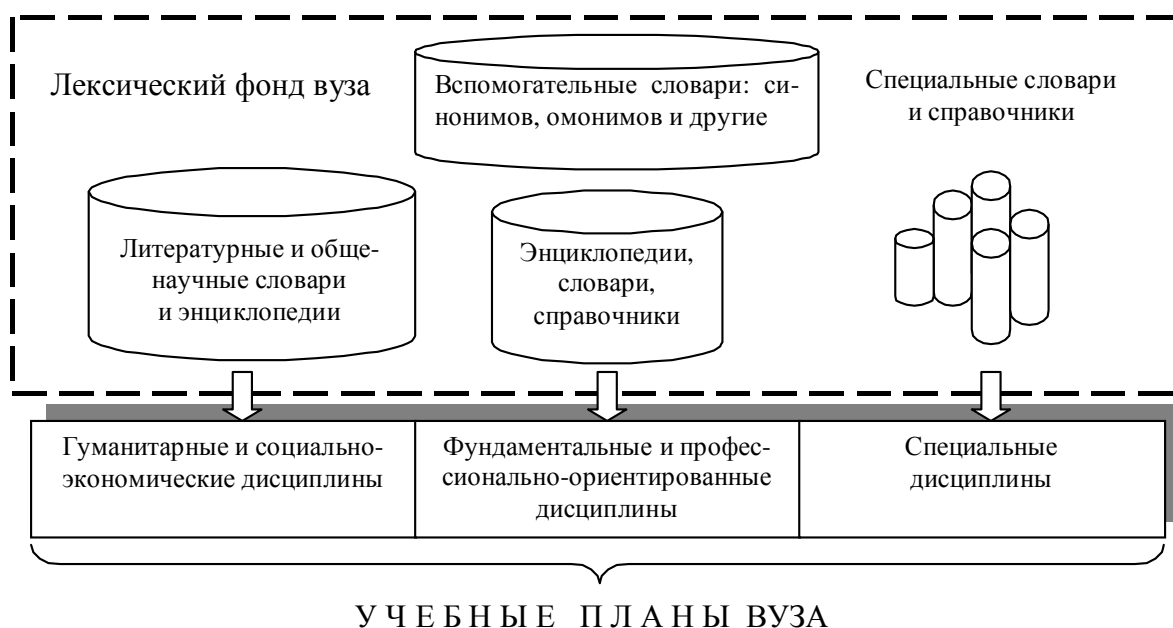 Лексический фонд вуза
Вспомогательные словари: си-
нонимов, омонимов и другие
Специальные словари
и справочники
Литературные и обще-
научные словари
и энциклопедии
Энциклопедии,
словари,
справочники
Гуманитарные и социально-
экономические дисциплины
Фундаментальные и профес-
сионально-ориентированные
дисциплины
Специальные
дисциплины
УЧЕБНЫЕ ПЛАНЫ ВУЗА